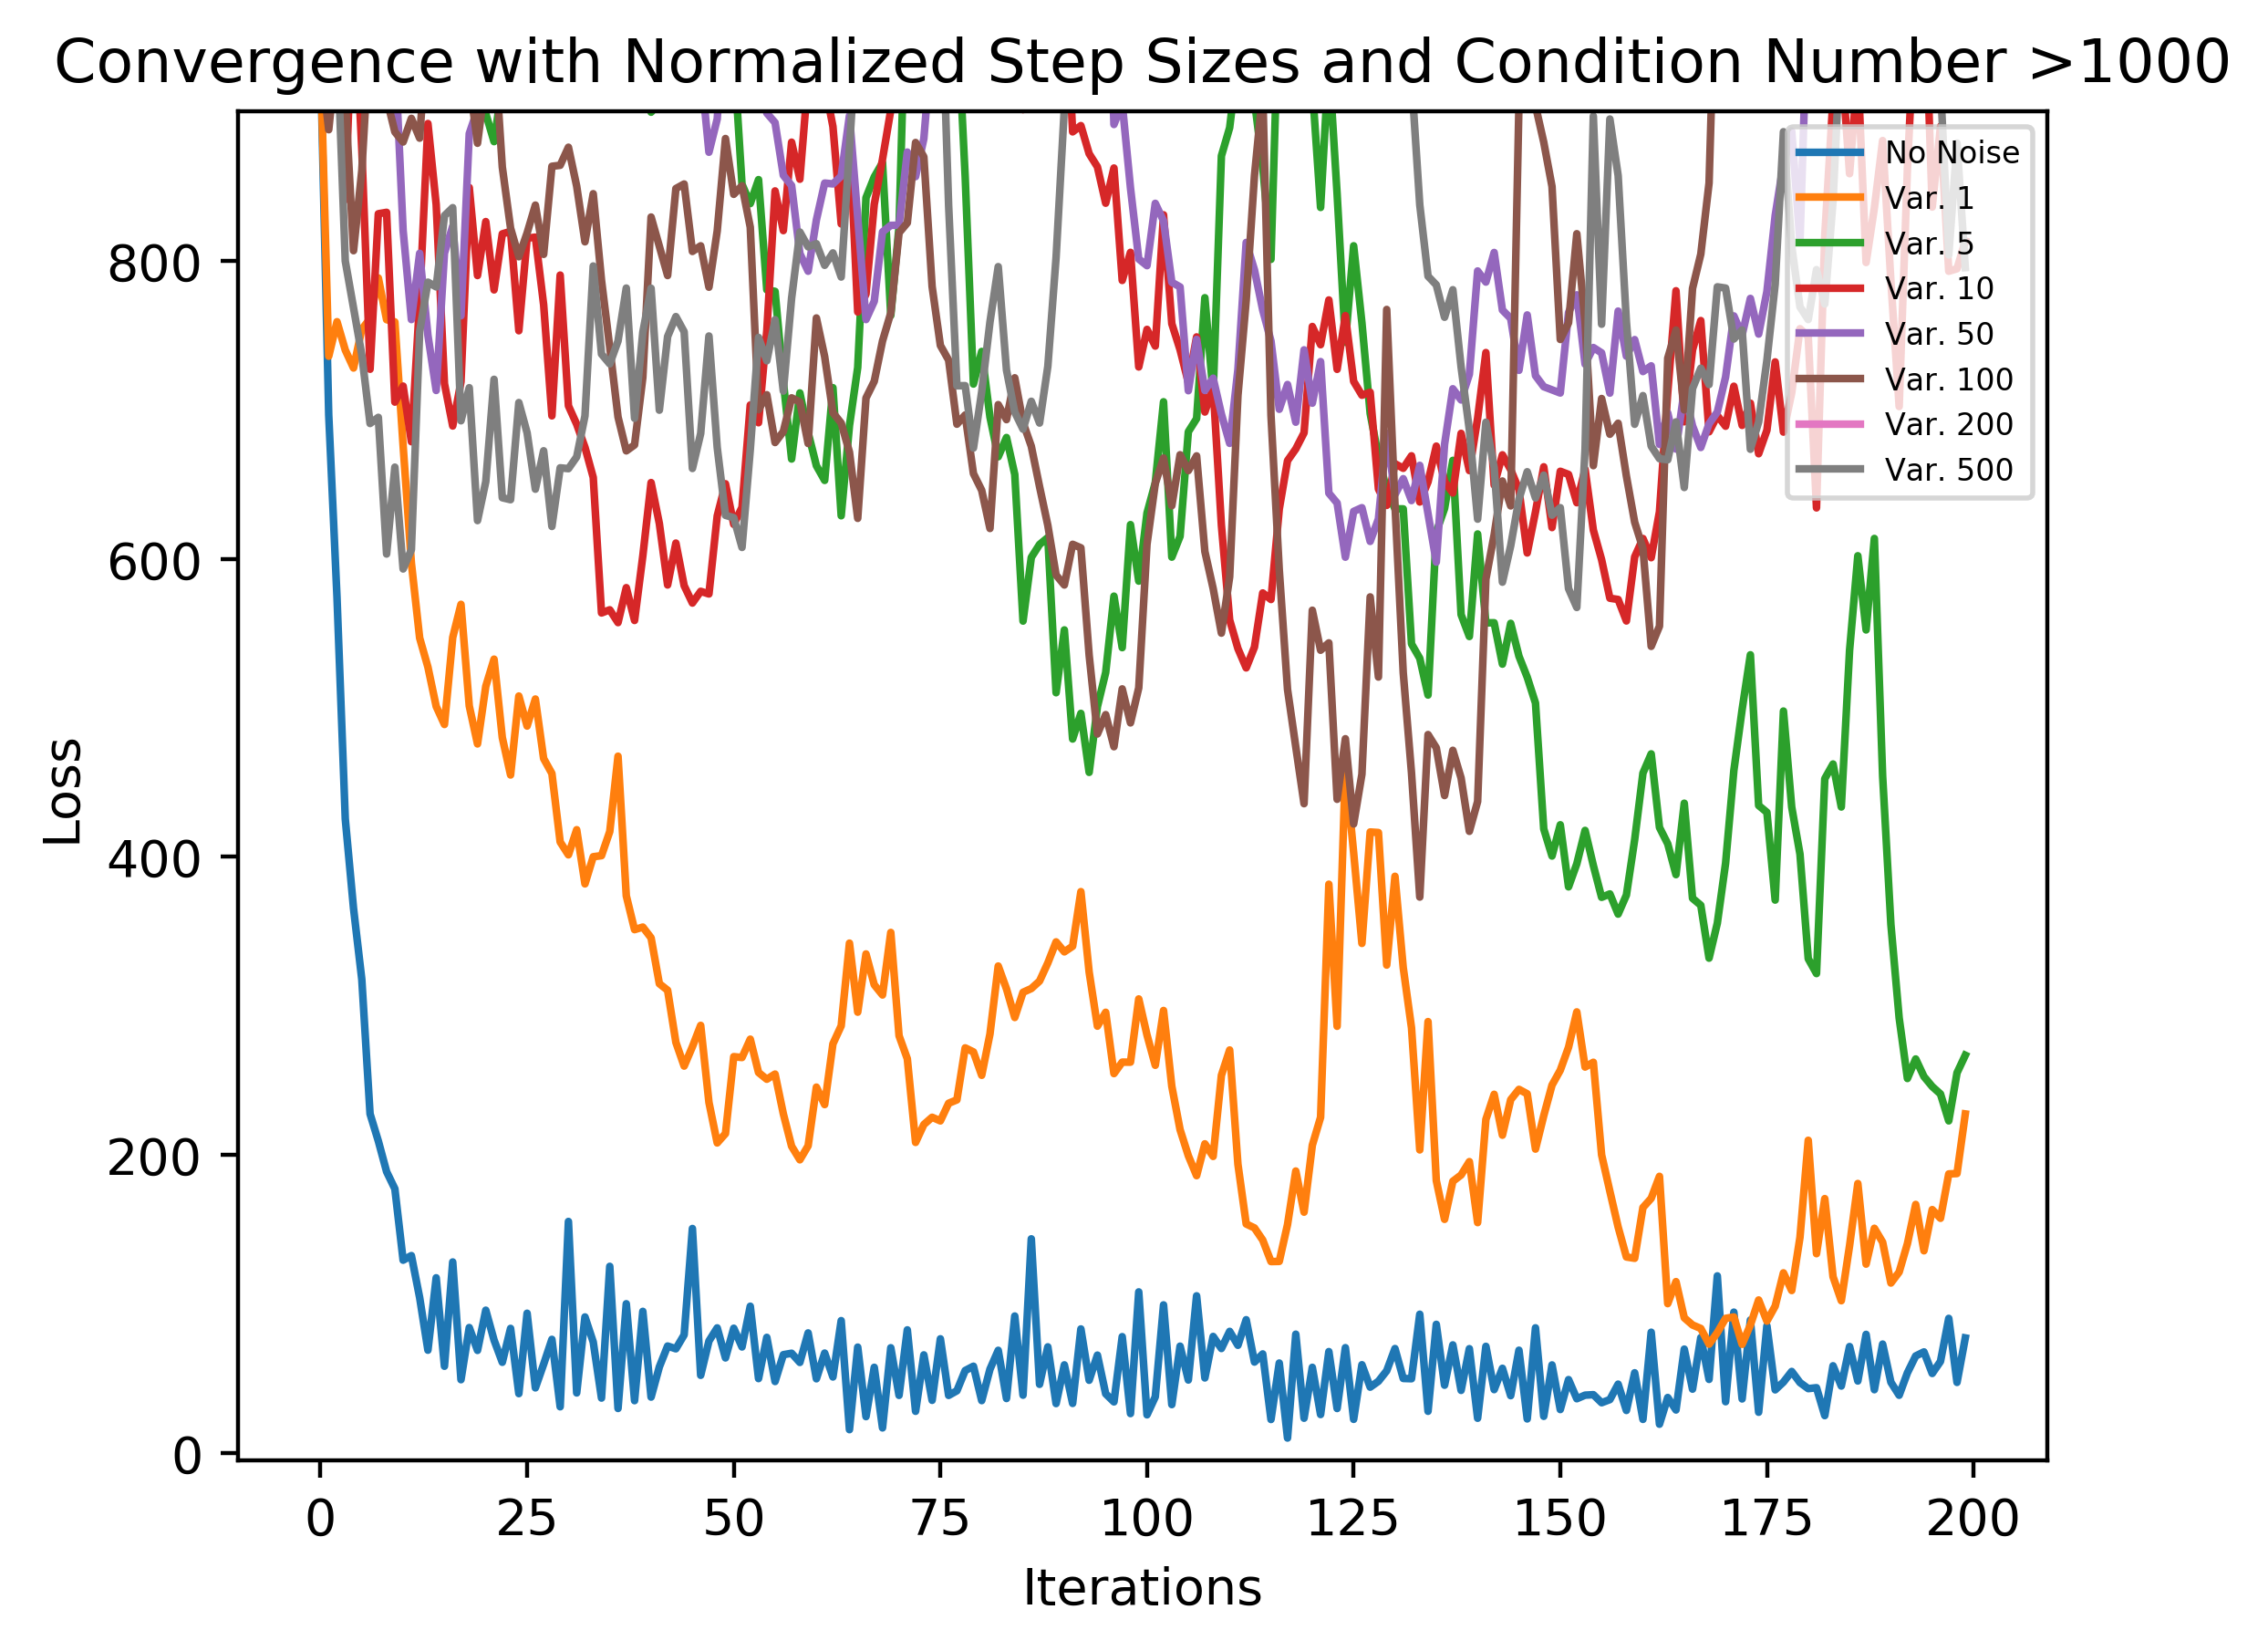 Convergence with Normalized Step Sizes and Condition Number >1000
Loss
800
600
400
200
0
No Noise
Var. 1
Var. 5
Var. 10
Var. 50
Var. 100
Var. 200
Var. 500
0 25 50 75 100 125 150 175 200
Iterations